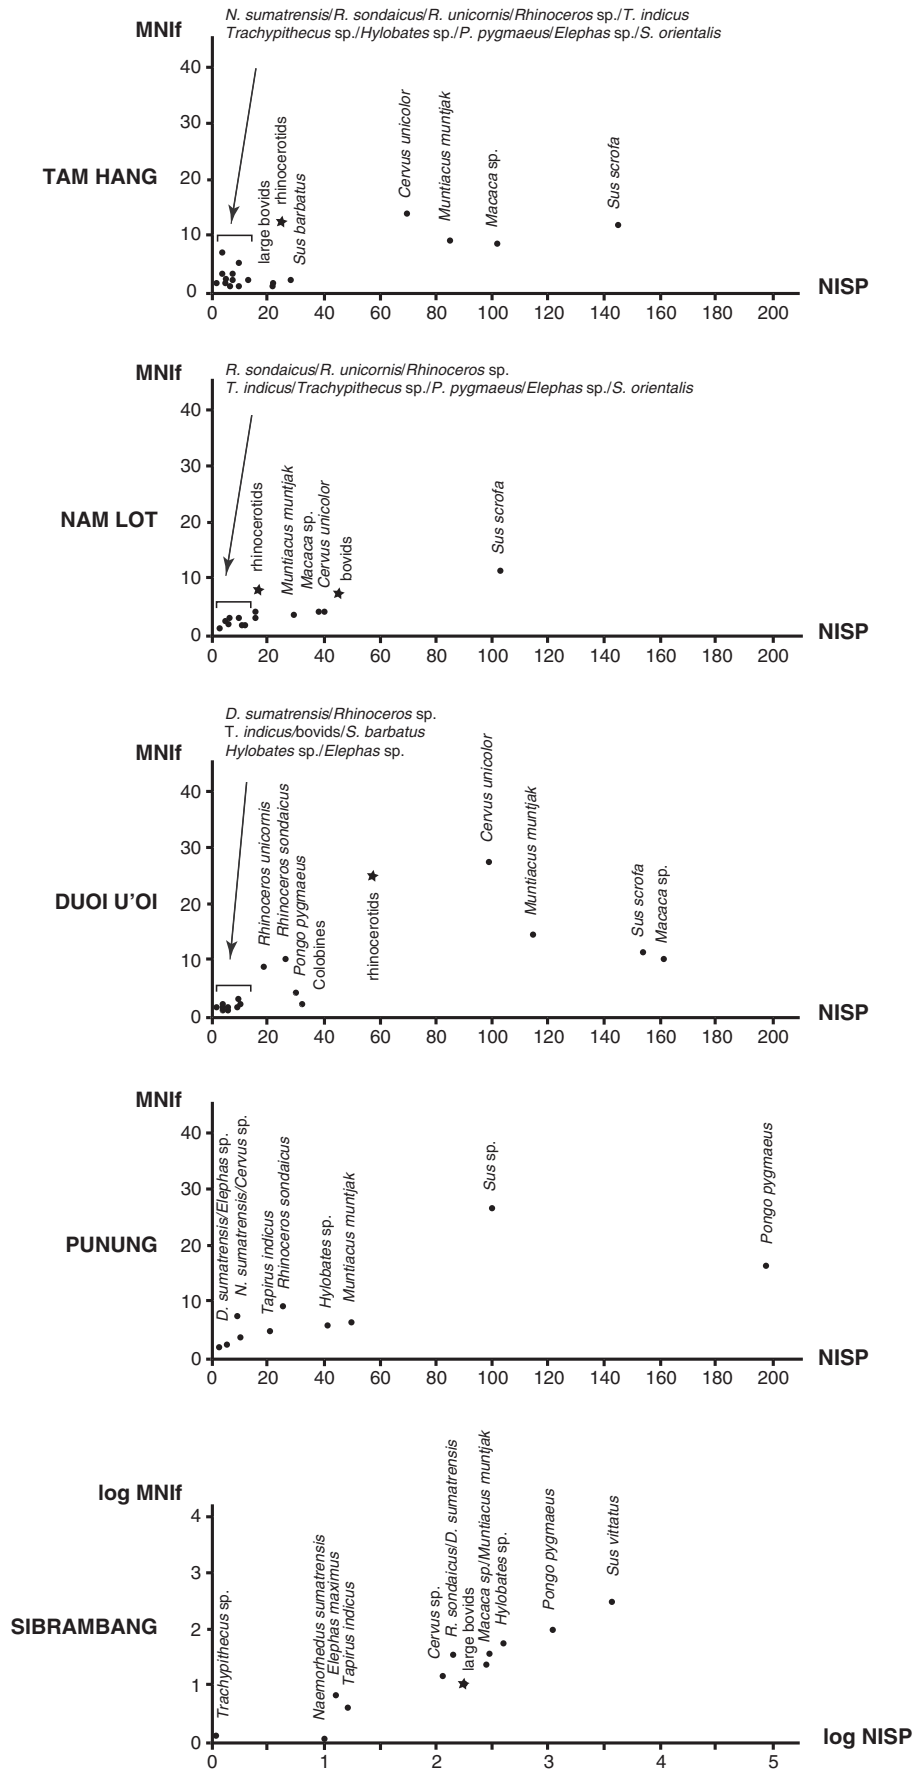 N. sumatrensis/R. sondaicus/R. unicornis/Rhinoceros sp./T. indicus
Trachypithecus sp./Hylobates sp./P. pygmaeus/Elephas sp./S. orientalis
MNIf
40
30
20
10
0
TAM HANG
large bovids
rhinocerotids
Sus barbatus
Cervus unicolor
Muntiacus muntjak
Macaca sp.
Sus scrofa
NISP
0 20 40 60 80 100 120 140 160 180 200
R. sondaicus/R. unicornis/Rhinoceros sp.
T. indicus/Trachypithecus sp./P. pygmaeus/Elephas sp./S. orientalis
MNIf
40
30
20
10
0
NAM LOT
rhinocerotids
Muntiacus muntjak
Macaca sp.
Cervus unicolor
bovids
Sus scrofa
NISP
0 20 40 60 80 100 120 140 160 180 200
D. sumatrensis/Rhinoceros sp.
T. indicus/bovids/S. barbatus
Hylobates sp./Elephas sp.
MNIf
40
30
20
10
0
DUOI U'OI
Rhinoceros unicornis
Rhinoceros sondaicus
Pongo pygmaeus
Colobines
rhinocerotids
Cervus unicolor
Muntiacus muntjak
Sus scrofa
Macaca sp.
NISP
0 20 40 60 80 100 120 140 160 180 200
MNIf
40
30
20
10
0
PUNUNG
D. sumatrensis/Elephas sp.
N. sumatrensis/Cervus sp.
Tapirus indicus
Rhinoceros sondaicus
Hylobates sp.
Muntiacus muntjak
Sus sp.
Pongo pygmaeus
NISP
0 20 40 60 80 100 120 140 160 180 200
log MNIf
4
3
2
1
0
SIBRAMBANG
Trachypithecus sp.
Naemorhedus sumatrensis
Elephas maximus
Tapirus indicus
Cervus sp.
R. sondaicus/D. sumatrensis
large bovids
Macaca sp/Muntiacus muntjak
Hylobates sp.
Pongo pygmaeus
Sus vittatus
log NISP
0 1 2 3 4 5